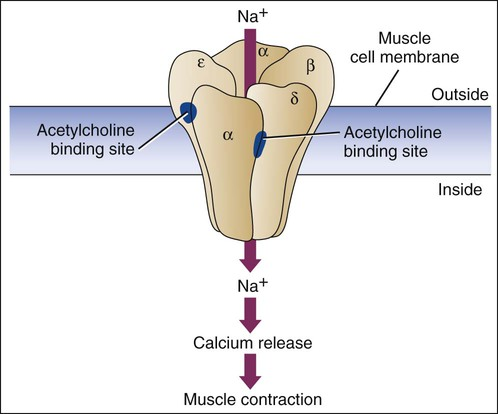 Na+
α
ε
β
δ
α
Muscle
cell membrane
Outside
Acetylcholine
binding site
Acetylcholine
binding site
Inside
Na+
Calcium release
Muscle contraction